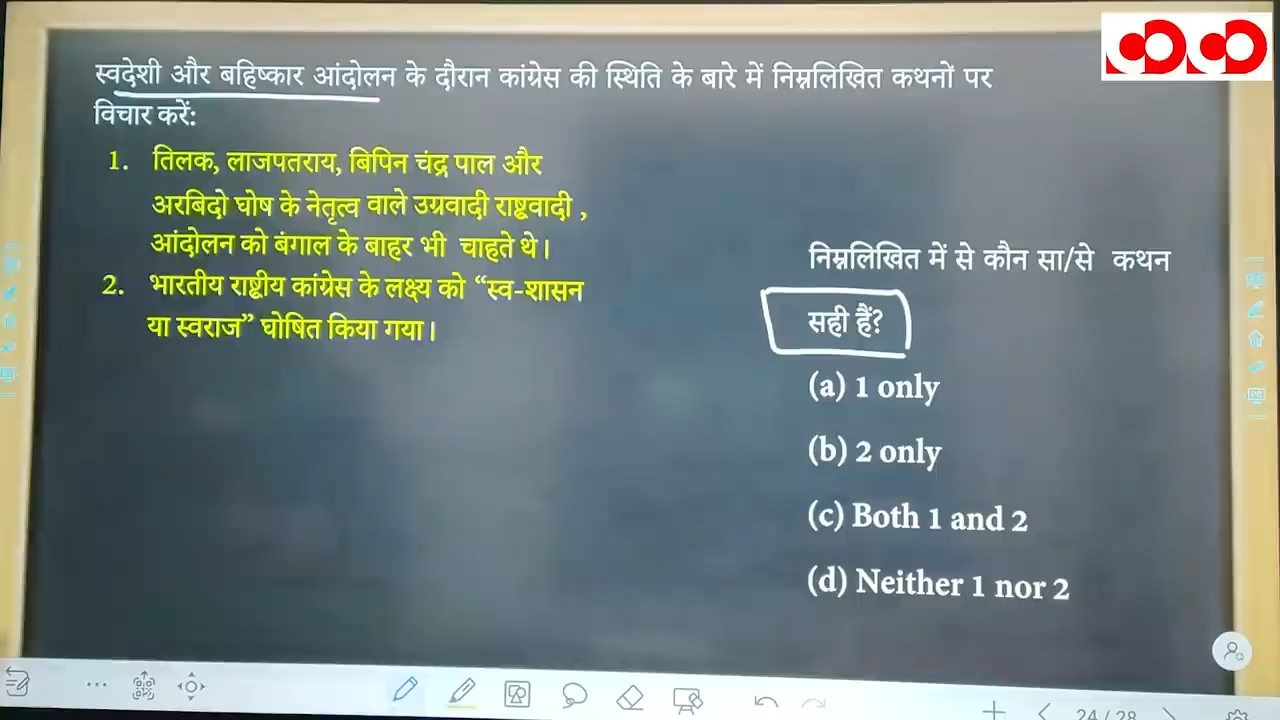 स्वदेशी और बहिष्कार आंदोलन के दौरान कांग्रेस की स्थिति के बारे में निम्नलिखित कथनों पर
विचार करें:
1. तिलक, लाजपतराय, बिपिन चंद्र पाल और
अरबिदो घोष के नेतृत्व वाले उग्रवादी राष्ट्रवादी ,
आंदोलन को बंगाल के बाहर भी चाहते थे।
2. भारतीय राष्ट्रीय कांग्रेस के लक्ष्य को “स्व-शासन
या स्वराज” घोषित किया गया।
निम्नलिखित में से कौन सा/से कथन
सही हैं?
(a) 1 only
(b) 2 only
(c) Both 1 and 2
(d) Neither 1 nor 2
24/28